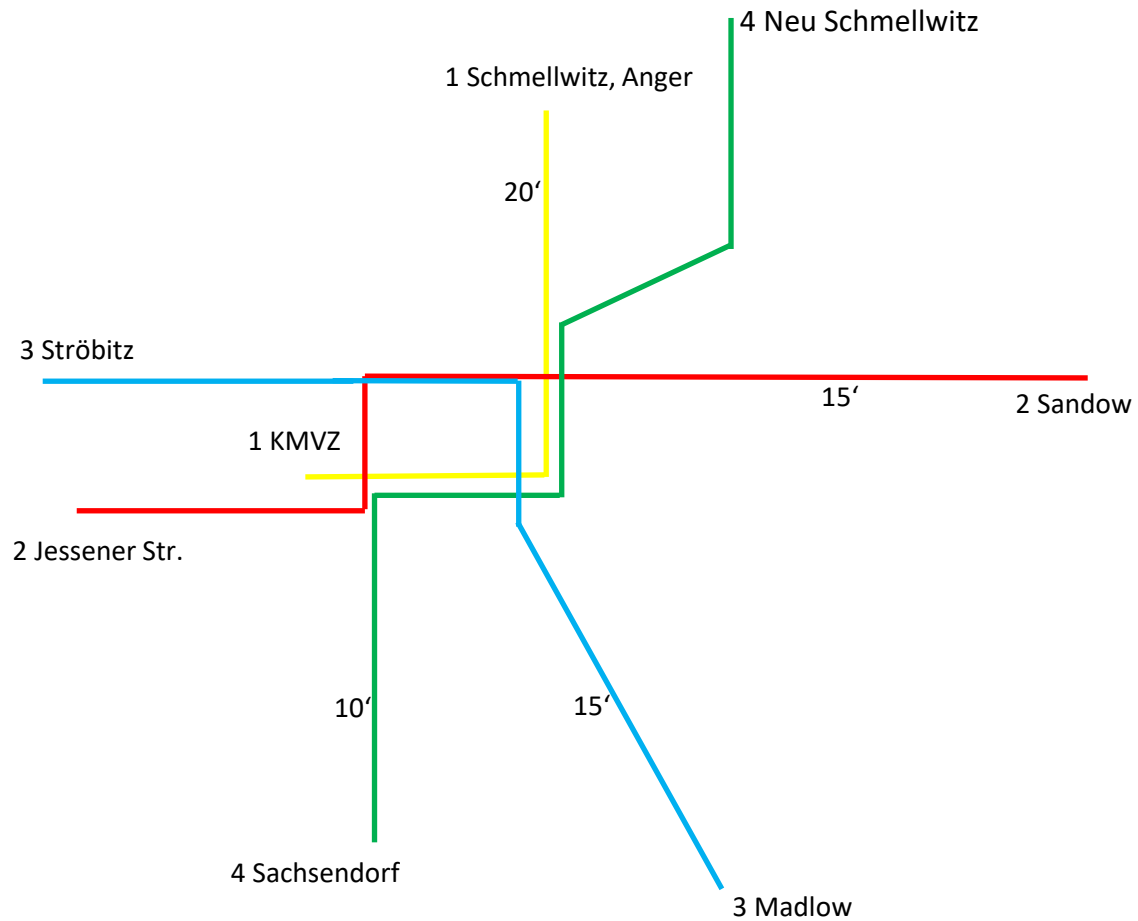 4 Neu Schmellwitz
1 Schmellwitz, Anger
20‘
3 Ströbitz
15‘
2 Sandow
1 KMVZ
2 Jessener Str.
10‘
15‘
4 Sachsendorf
3 Madlow